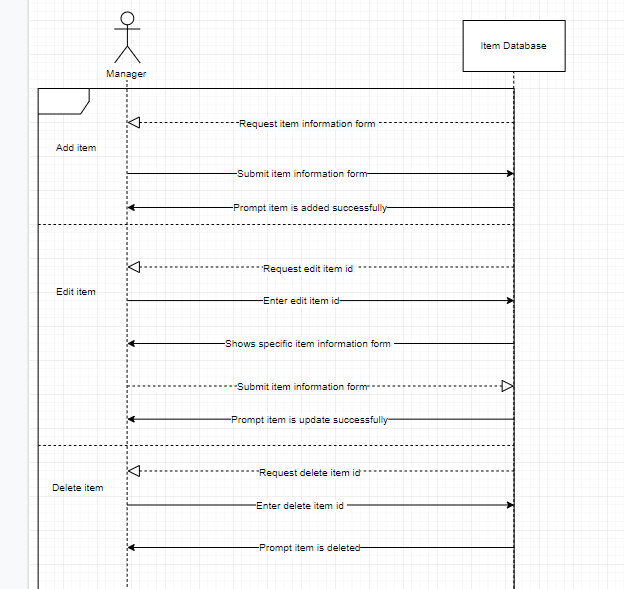 Manager
Item Database
Request item information form
Add item
Submit item information form
Prompt item is added successfully
Request edit item id
Edit item
Enter edit item id
Shows specific item information form
Submit item information form
Prompt item is update successfully
Request delete item id
Delete item
Enter delete item id
Prompt item is deleted